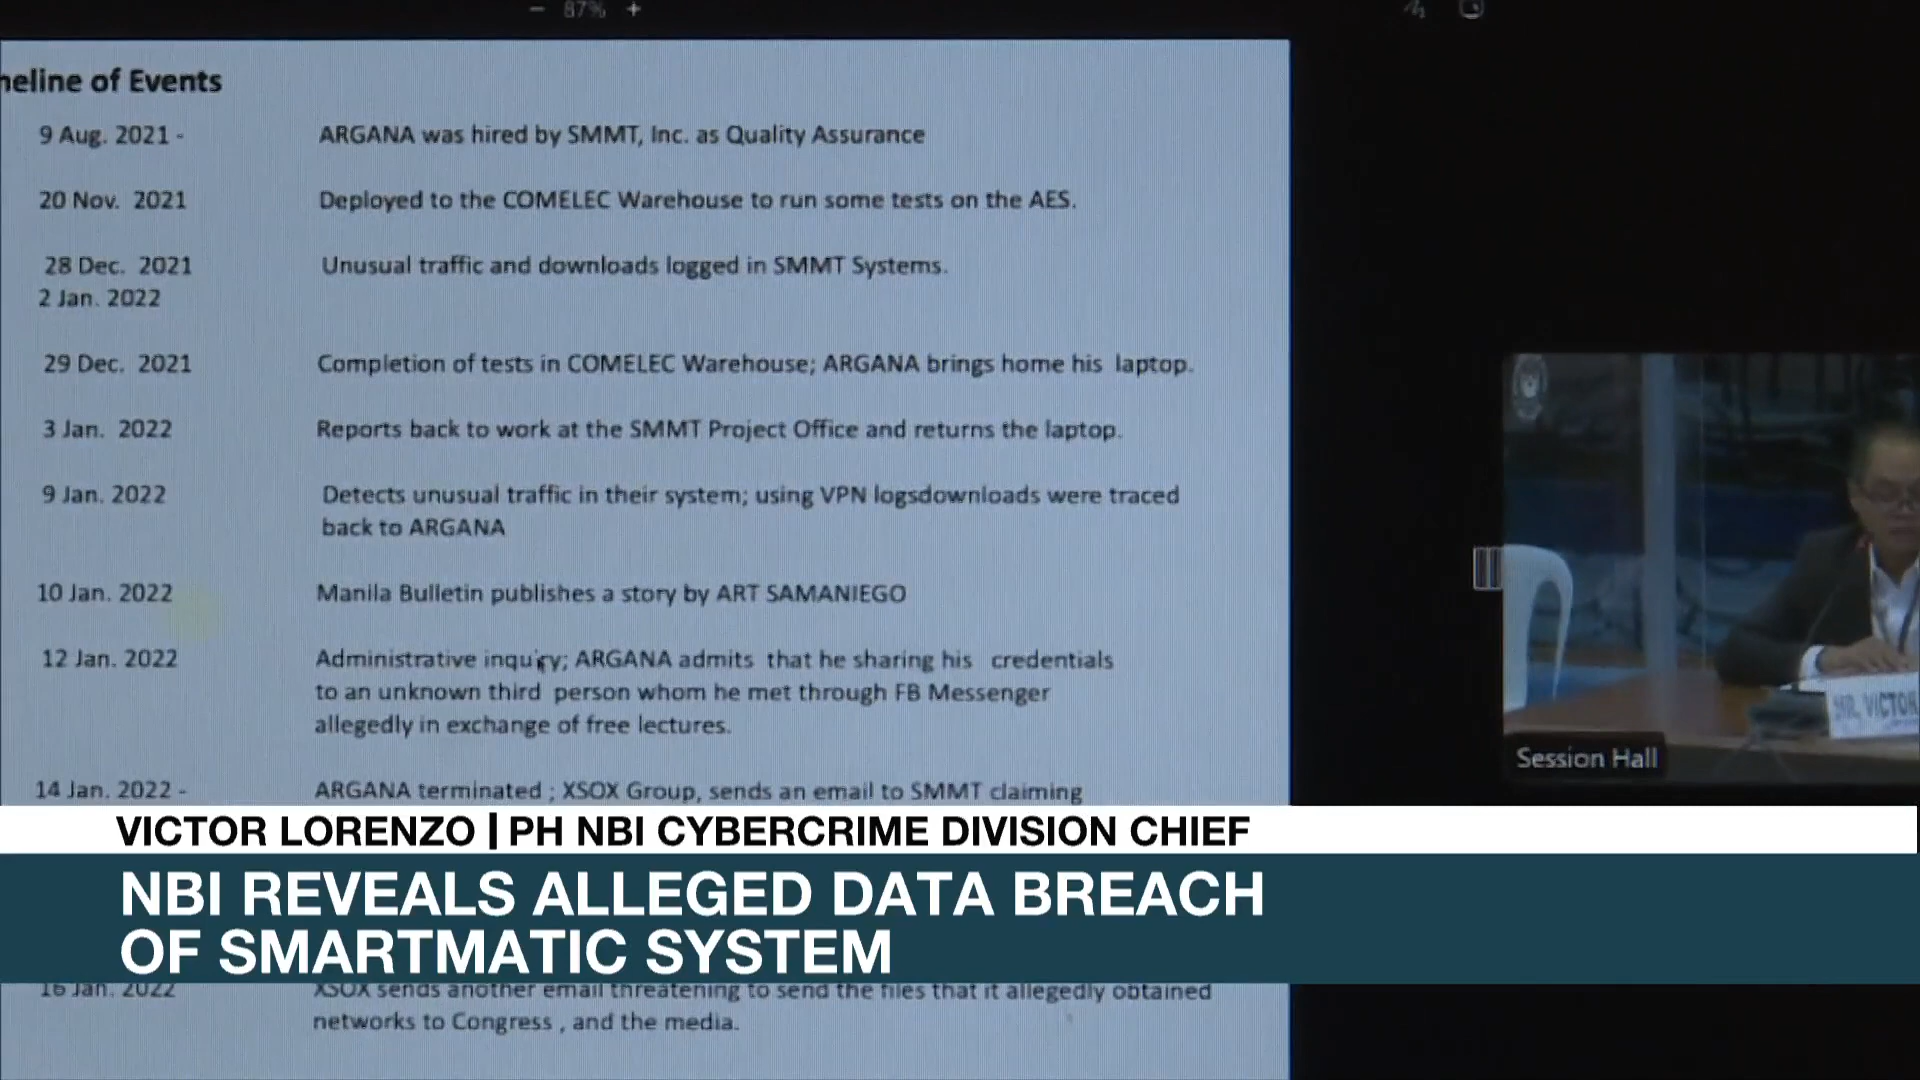 87%
neline of Events
9 Aug. 2021 - ARGANA was hired by SMMT, Inc. as Quality Assurance
20 Nov. 2021 Deployed to the COMELEC Warehouse to run some tests on the AES.
28 Dec. 2021 Unusual traffic and downloads logged in SMMT Systems.
2 Jan. 2022
29 Dec. 2021 Completion of tests in COMELEC Warehouse; ARGANA brings home his laptop.
3 Jan. 2022 Reports back to work at the SMMT Project Office and returns the laptop.
9 Jan. 2022 Detects unusual traffic in their system; using VPN logsdownloads were traced
back to ARGANA
10 Jan. 2022 Manila Bulletin publishes a story by ART SAMANIEGO
12 Jan. 2022 Administrative inquiry; ARGANA admits that he sharing his credentials
to an unknown third person whom he met through FB Messenger
allegedly in exchange of free lectures.
14 Jan. 2022 - ARGANA terminated ; XSOX Group, sends an email to SMMT claiming
MR. VICTOR
Session Hall
VICTOR LORENZO | PH NBI CYBERCRIME DIVISION CHIEF
NBI REVEALS ALLEGED DATA BREACH
OF SMARTMATIC SYSTEM
16 Jan. 2022 XSOX sends another email threatening to send the files that it allegedly obtained
networks to Congress , and the media.